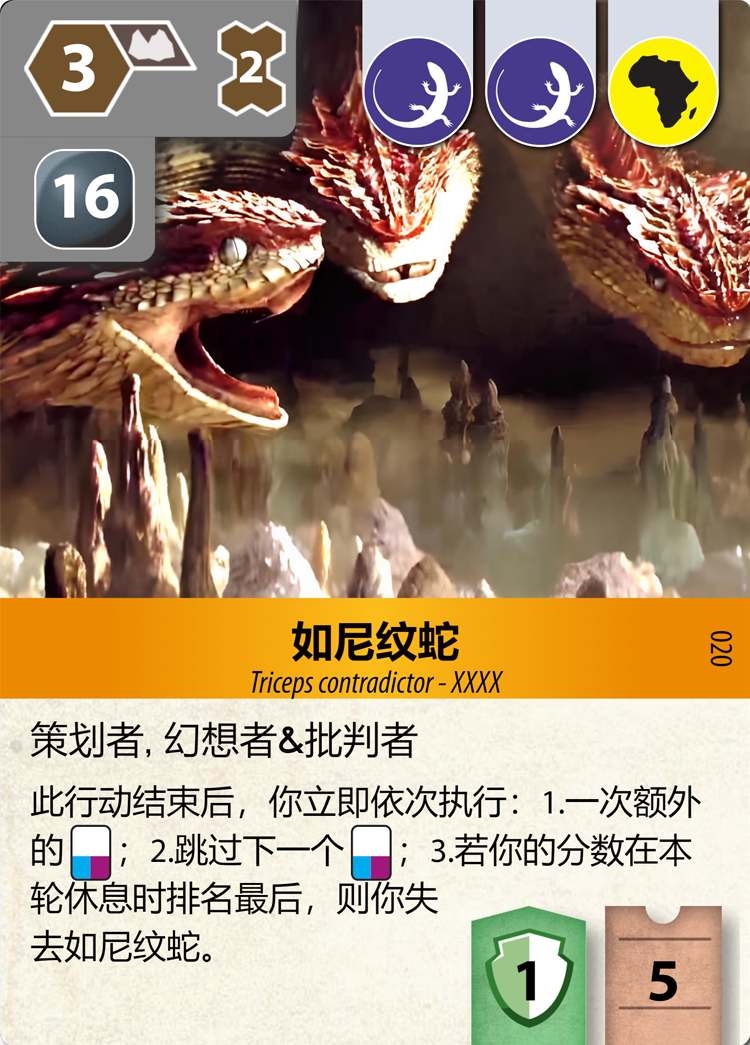 3
2
16
如尼纹蛇
Triceps contradictor - XXXX
020
策划者, 幻想者&批判者
此行动结束后，你立即依次执行：1.一次额外
的；2.跳过下一个；3.若你的分数在本
轮休息时排名最后，则你失
去如尼纹蛇。
1
5